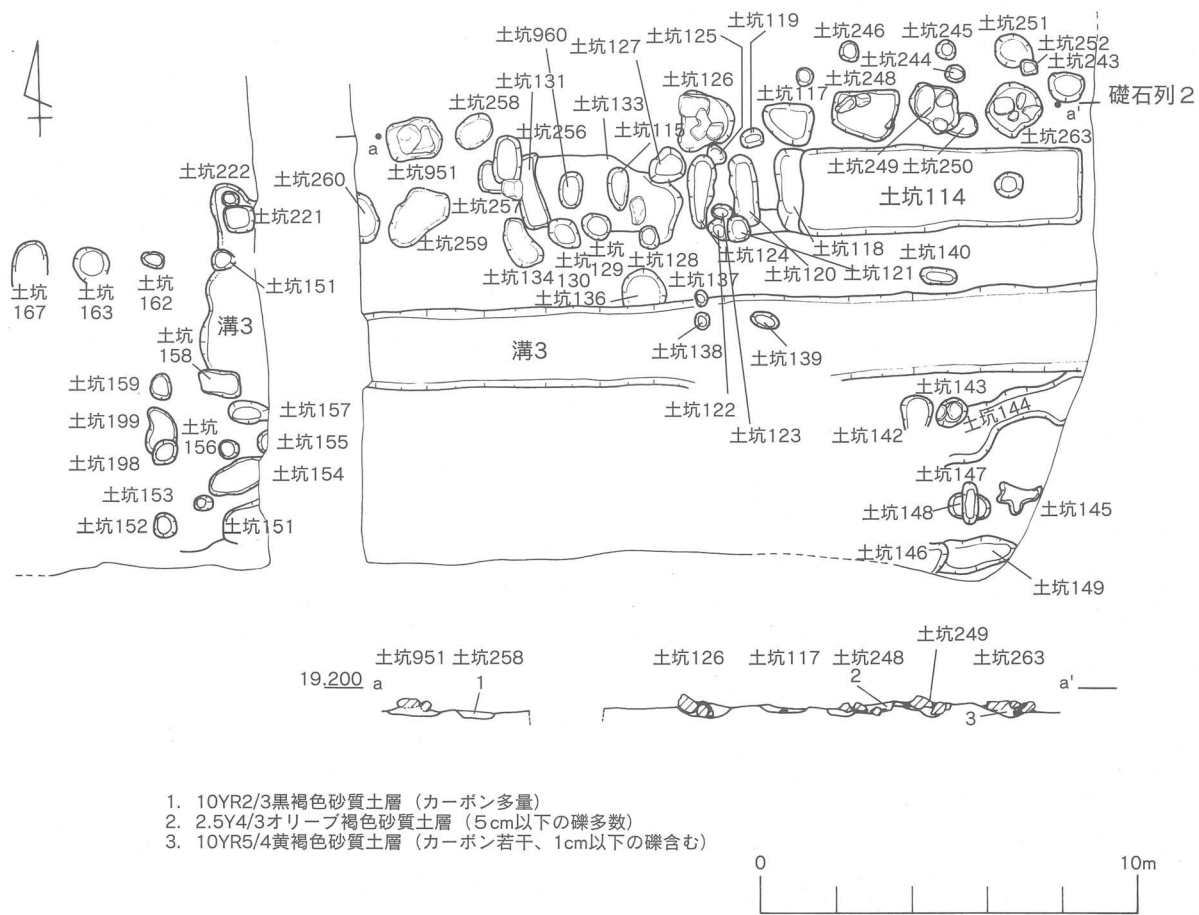 土坑119
土坑960
土坑127
土坑125
土坑246
土坑245
土坑251
土坑252
土坑244
土坑243
土坑131
土坑126
土坑248
土坑117
礎石列2
a'
土坑258
土坑133
土坑115
土坑263
土坑256
a
土坑951
土坑249
土坑250
土坑222
土坑260
土坑114
土坑257
土坑221
土坑259
土坑118
土坑140
土坑124
土坑120
土坑121
土坑134
土坑130
土坑129
土坑128
土坑137
土坑136
土坑167
土坑163
土坑162
土坑151
溝3
土坑158
溝3
土坑138
土坑139
土坑159
土坑143
土坑199
土坑157
土坑122
土坑144
土坑156
土坑155
土坑123
土坑142
土坑198
土坑154
土坑147
土坑153
土坑148
土坑145
土坑152
土坑151
土坑146
土坑149
土坑249
土坑951 土坑258 土坑126 土坑117 土坑248 土坑263
19.200 a 1 2 3 a'
1. 10YR2/3黒褐色砂質土層（カーボン多量）
2. 2.5Y4/3オリーブ褐色砂質土層（5cm以下の礫多数）
3. 10YR5/4黄褐色砂質土層（カーボン若干、1cm以下の礫含む）
0 10m